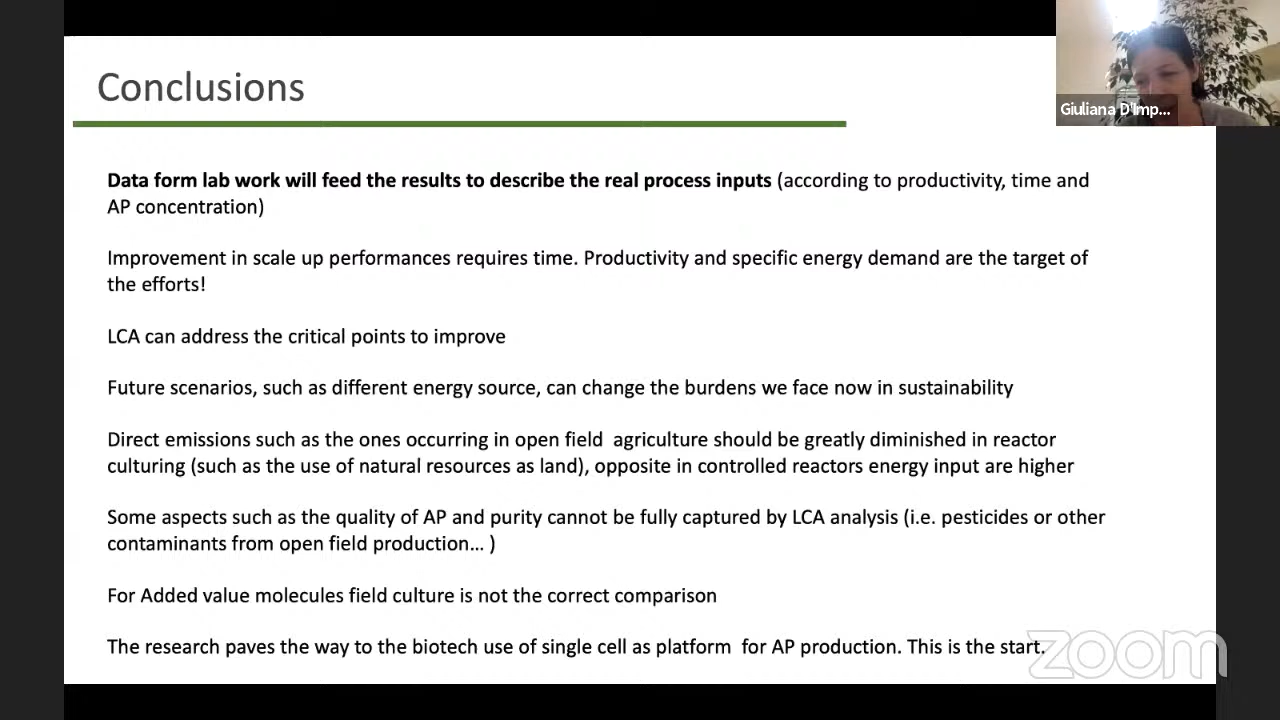 Conclusions
Giuliana D'Imp...
Data form lab work will feed the results to describe the real process inputs (according to productivity, time and
AP concentration)
Improvement in scale up performances requires time. Productivity and specific energy demand are the target of
the efforts!
LCA can address the critical points to improve
Future scenarios, such as different energy source, can change the burdens we face now in sustainability
Direct emissions such as the ones occurring in open field  agriculture should be greatly diminished in reactor
culturing (such as the use of natural resources as land), opposite in controlled reactors energy input are higher
Some aspects such as the quality of AP and purity cannot be fully captured by LCA analysis (i.e. pesticides or other
contaminants from open field production... )
For Added value molecules field culture is not the correct comparison
The research paves the way to the biotech use of single cell as platform  for AP production. This is the start.
zoom